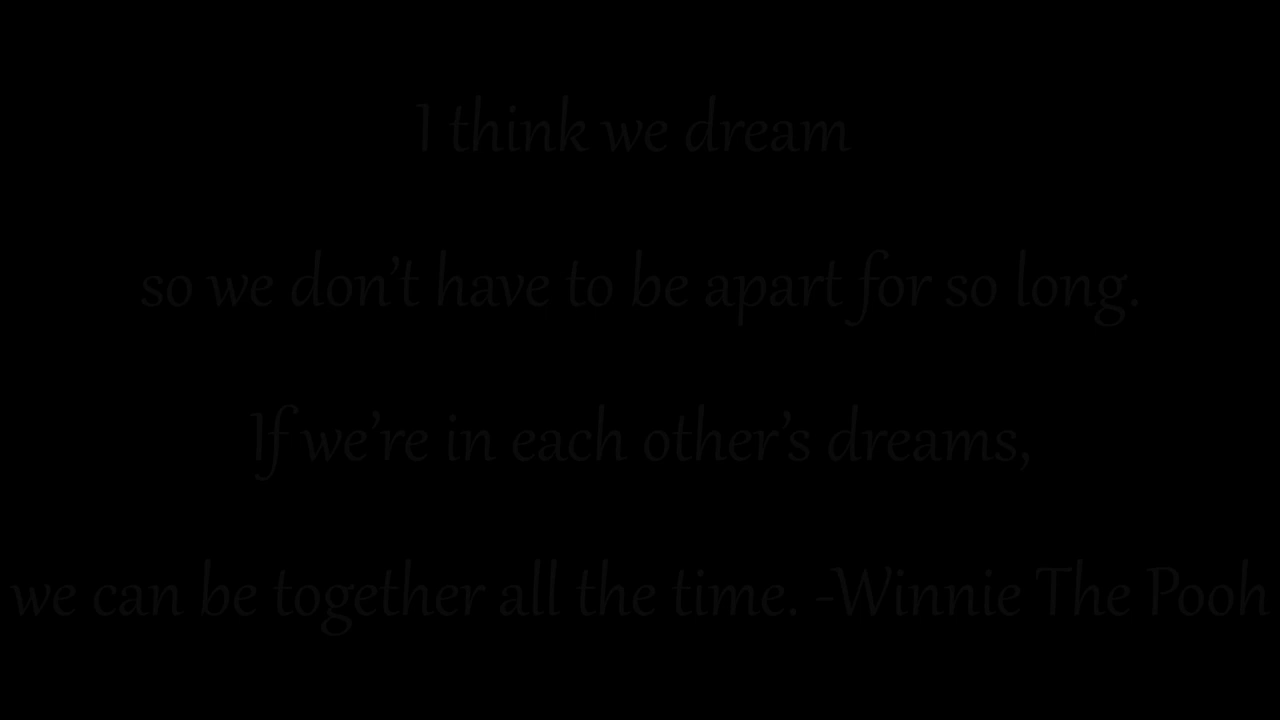 I think we dream
so we don’t have to be apart for so long.
If we’re in each other’s dreams,
we can be together all the time. -Winnie The Pooh